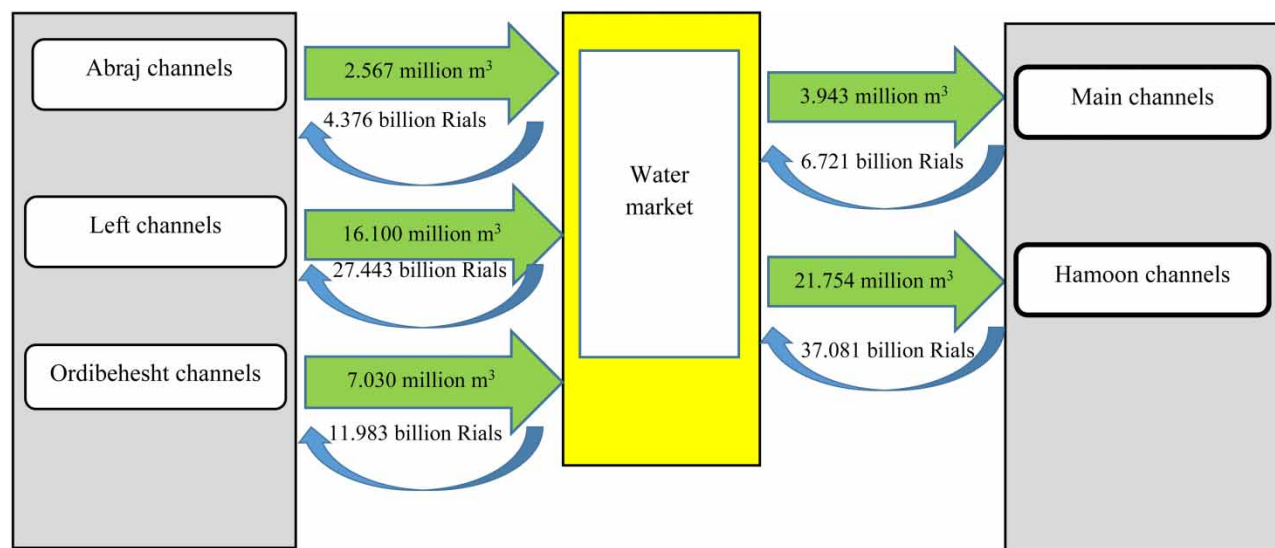 Abraj channels
2.567 million m³
4.376 billion Rials
Left channels
16.100 million m³
27.443 billion Rials
Ordibehesht channels
7.030 million m³
11.983 billion Rials
Water
market
3.943 million m³
6.721 billion Rials
Main channels
21.754 million m³
37.081 billion Rials
Hamoon channels